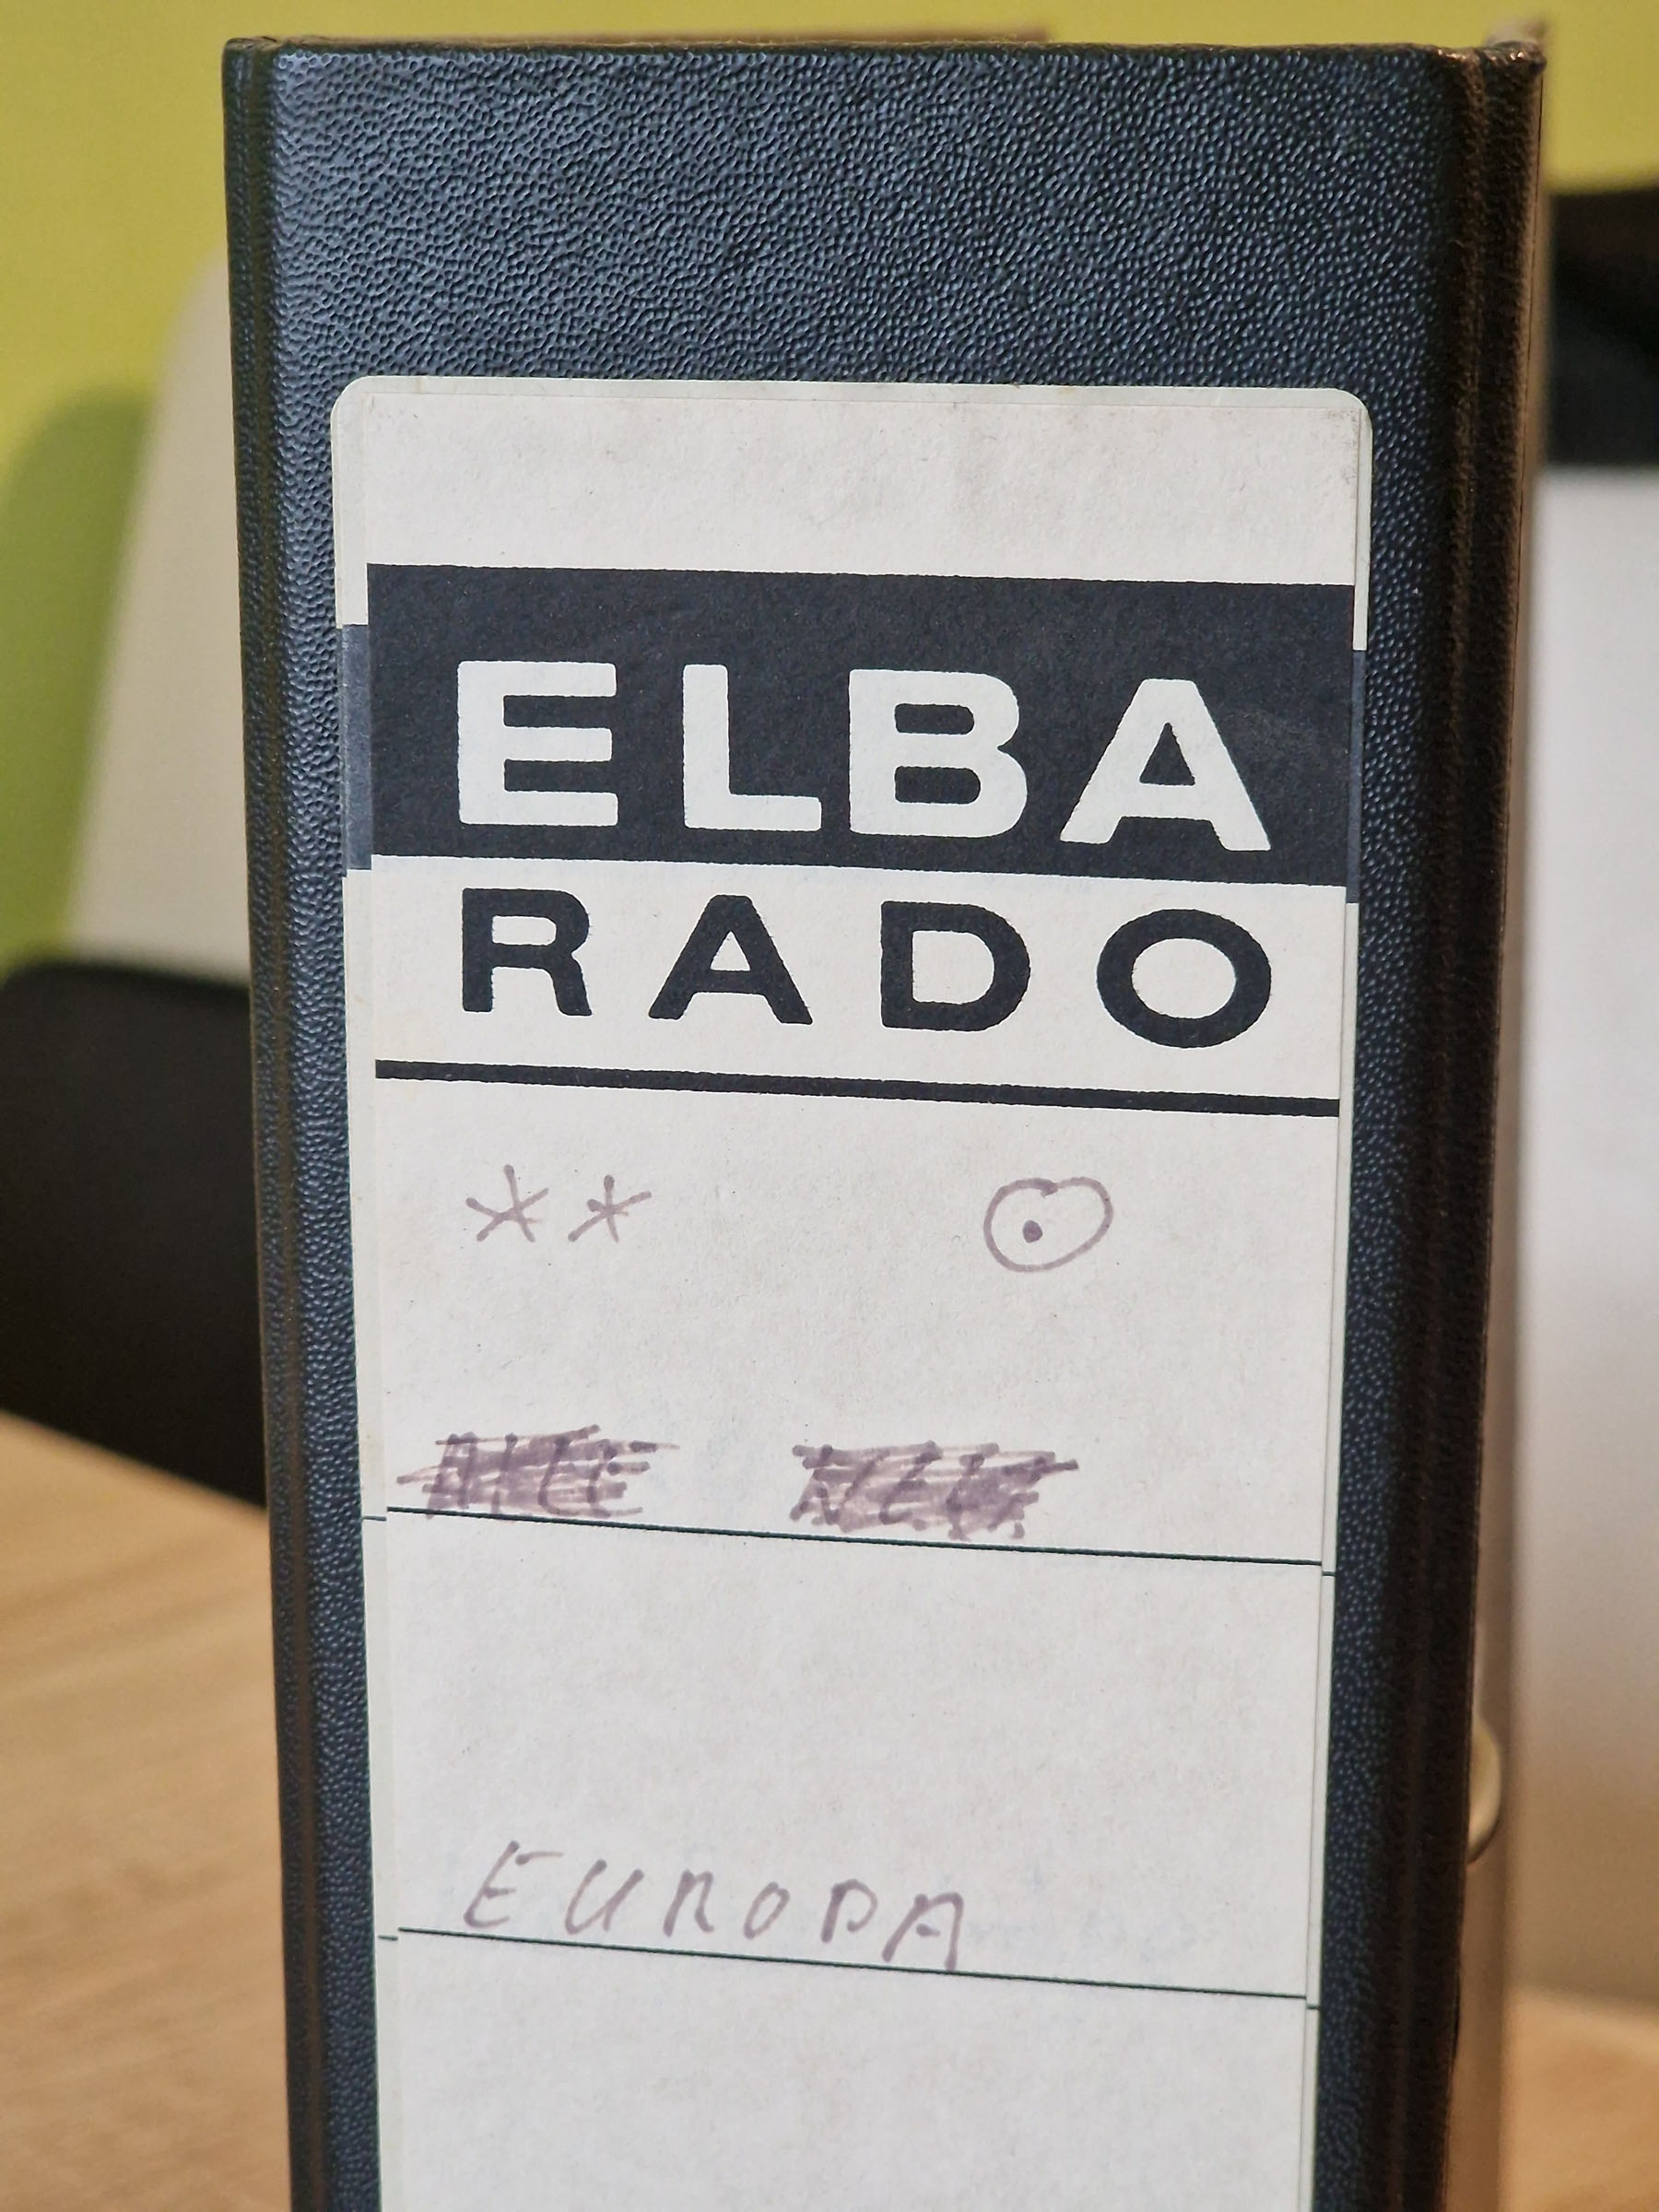 ELBA
RADO
** ⊙
EUROPA